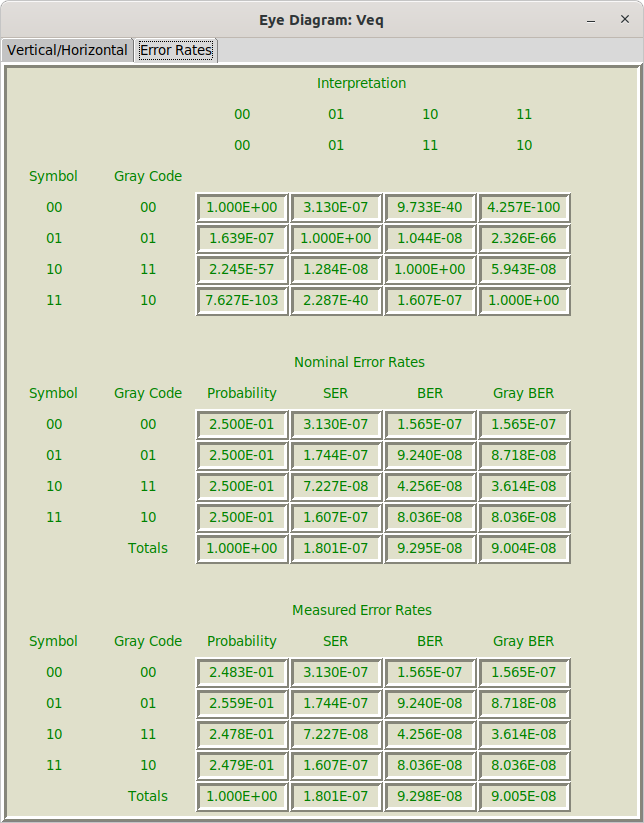 Eye Diagram: Veq
Vertical/Horizontal Error Rates
Interpretation
00 01 10 11
00 01 11 10
Symbol Gray Code
00 00 1.000E+00 3.130E-07 9.733E-40 4.257E-100
01 01 1.639E-07 1.000E+00 1.044E-08 2.326E-66
10 11 2.245E-57 1.284E-08 1.000E+00 5.943E-08
11 10 7.627E-103 2.287E-40 1.607E-07 1.000E+00
Nominal Error Rates
Symbol Gray Code Probability SER BER Gray BER
00 00 2.500E-01 3.130E-07 1.565E-07 1.565E-07
01 01 2.500E-01 1.744E-07 9.240E-08 8.718E-08
10 11 2.500E-01 7.227E-08 4.256E-08 3.614E-08
11 10 2.500E-01 1.607E-07 8.036E-08 8.036E-08
Totals 1.000E+00 1.801E-07 9.295E-08 9.004E-08
Measured Error Rates
Symbol Gray Code Probability SER BER Gray BER
00 00 2.483E-01 3.130E-07 1.565E-07 1.565E-07
01 01 2.559E-01 1.744E-07 9.240E-08 8.718E-08
10 11 2.478E-01 7.227E-08 4.256E-08 3.614E-08
11 10 2.479E-01 1.607E-07 8.036E-08 8.036E-08
Totals 1.000E+00 1.801E-07 9.298E-08 9.005E-08